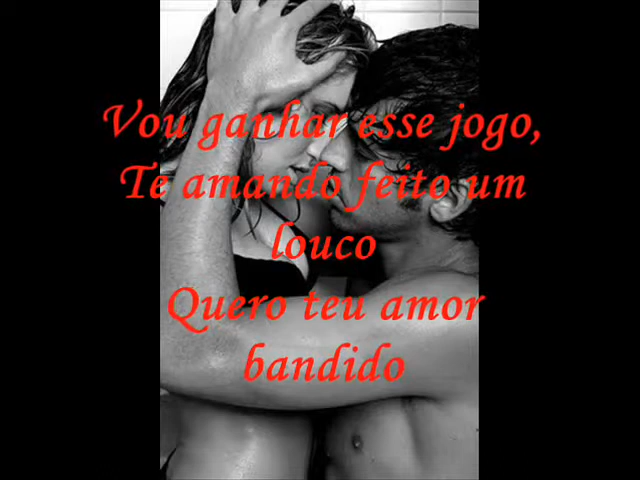 Vou ganhar esse jogo,
Te amando feito um
louco
Quero teu amor
bandido